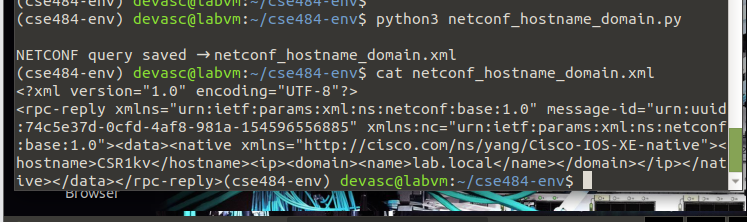 (cse484-env) devasc@labvm:~/cse484-env$
(cse484-env) devasc@labvm:~/cse484-env$ python3 netconf_hostname_domain.py
NETCONF query saved →netconf_hostname_domain.xml
(cse484-env) devasc@labvm:~/cse484-env$ cat netconf_hostname_domain.xml
<?xml version="1.0" encoding="UTF-8"?>
<rpc-reply xmlns="urn:ietf:params:xml:ns:netconf:base:1.0" message-id="urn:uuid
:74c5e37d-0cfd-4af8-981a-154596556885" xmlns:nc="urn:ietf:params:xml:ns:netconf
:base:1.0"><data><native xmlns="http://cisco.com/ns/yang/Cisco-IOS-XE-native"><
hostname>CSR1kv</hostname><ip><domain><name>lab.local</name></domain></ip></nat
ive></data></rpc-reply>(cse484-env) devasc@labvm:~/cse484-env$
Browser